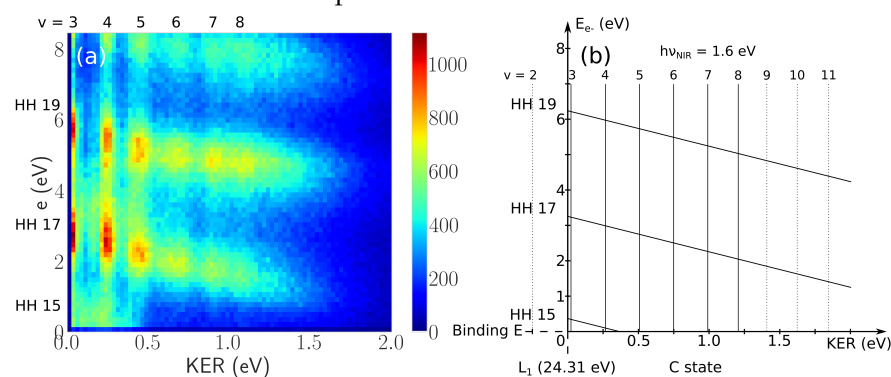 v = 3 4 5 6 7 8
(a)
8
HH 19
6
e (eV)
4
HH 17
2
HH 15
0
0.0 0.5 1.0 1.5 2.0
KER (eV)
1000
800
600
400
200
0
E e- (eV)
(b)
8
hν NIR = 1.6 eV
v = 2 3 4 5 6 7 8 9 10 11
HH 19
6
4
HH 17
2
1
HH 15
Binding E
0 0.5 1.0 1.5 KER (eV)
L₁ (24.31 eV) C state